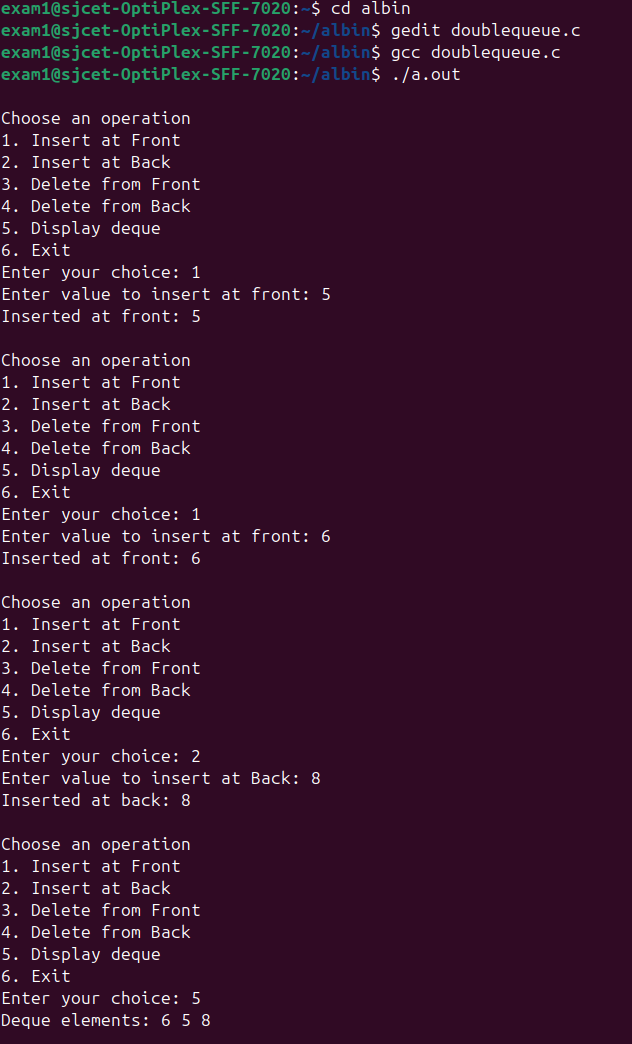 exam1@sjcet-OptiPlex-SFF-7020:~$ cd albin
exam1@sjcet-OptiPlex-SFF-7020:~/albin$ gedit doublequeue.c
exam1@sjcet-OptiPlex-SFF-7020:~/albin$ gcc doublequeue.c
exam1@sjcet-OptiPlex-SFF-7020:~/albin$ ./a.out
Choose an operation
1. Insert at Front
2. Insert at Back
3. Delete from Front
4. Delete from Back
5. Display deque
6. Exit
Enter your choice: 1
Enter value to insert at front: 5
Inserted at front: 5
Choose an operation
1. Insert at Front
2. Insert at Back
3. Delete from Front
4. Delete from Back
5. Display deque
6. Exit
Enter your choice: 1
Enter value to insert at front: 6
Inserted at front: 6
Choose an operation
1. Insert at Front
2. Insert at Back
3. Delete from Front
4. Delete from Back
5. Display deque
6. Exit
Enter your choice: 2
Enter value to insert at Back: 8
Inserted at back: 8
Choose an operation
1. Insert at Front
2. Insert at Back
3. Delete from Front
4. Delete from Back
5. Display deque
6. Exit
Enter your choice: 5
Deque elements: 6 5 8